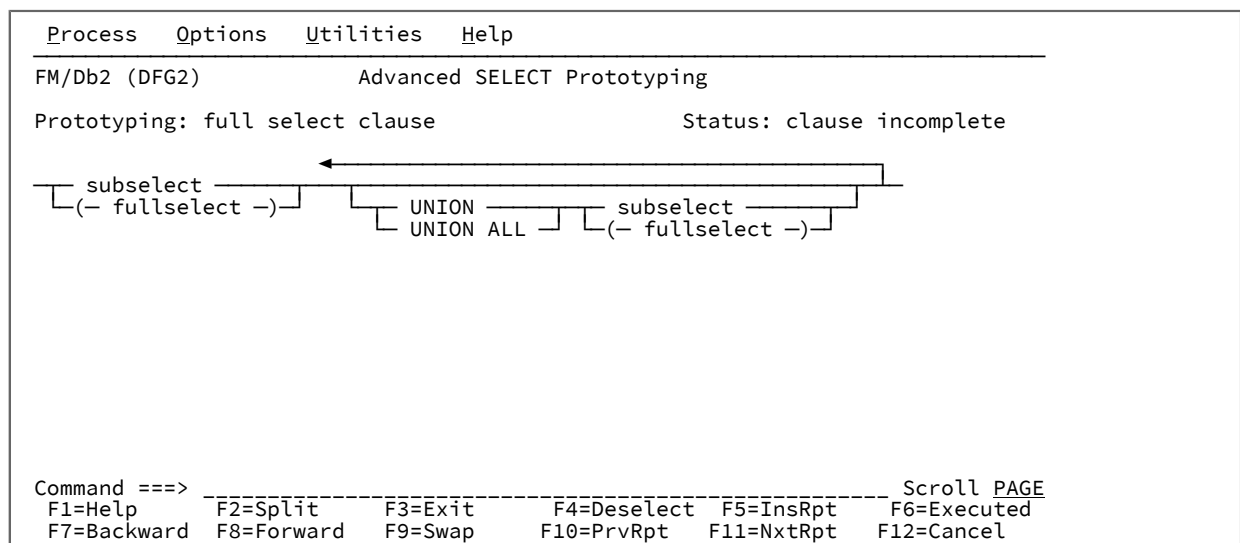 Process Options Utilities Help
FM/Db2 (DFG2) Advanced SELECT Prototyping
Prototyping: full select clause Status: clause incomplete
subselect
(─ fullselect ─) UNION subselect
UNION ALL (─ fullselect ─)
Command ===> Scroll PAGE
F1=Help F2=Split F3=Exit F4=Deselect F5=InsRpt F6=Executed
F7=Backward F8=Forward F9=Swap F10=PrvRpt F11=NxtRpt F12=Cancel